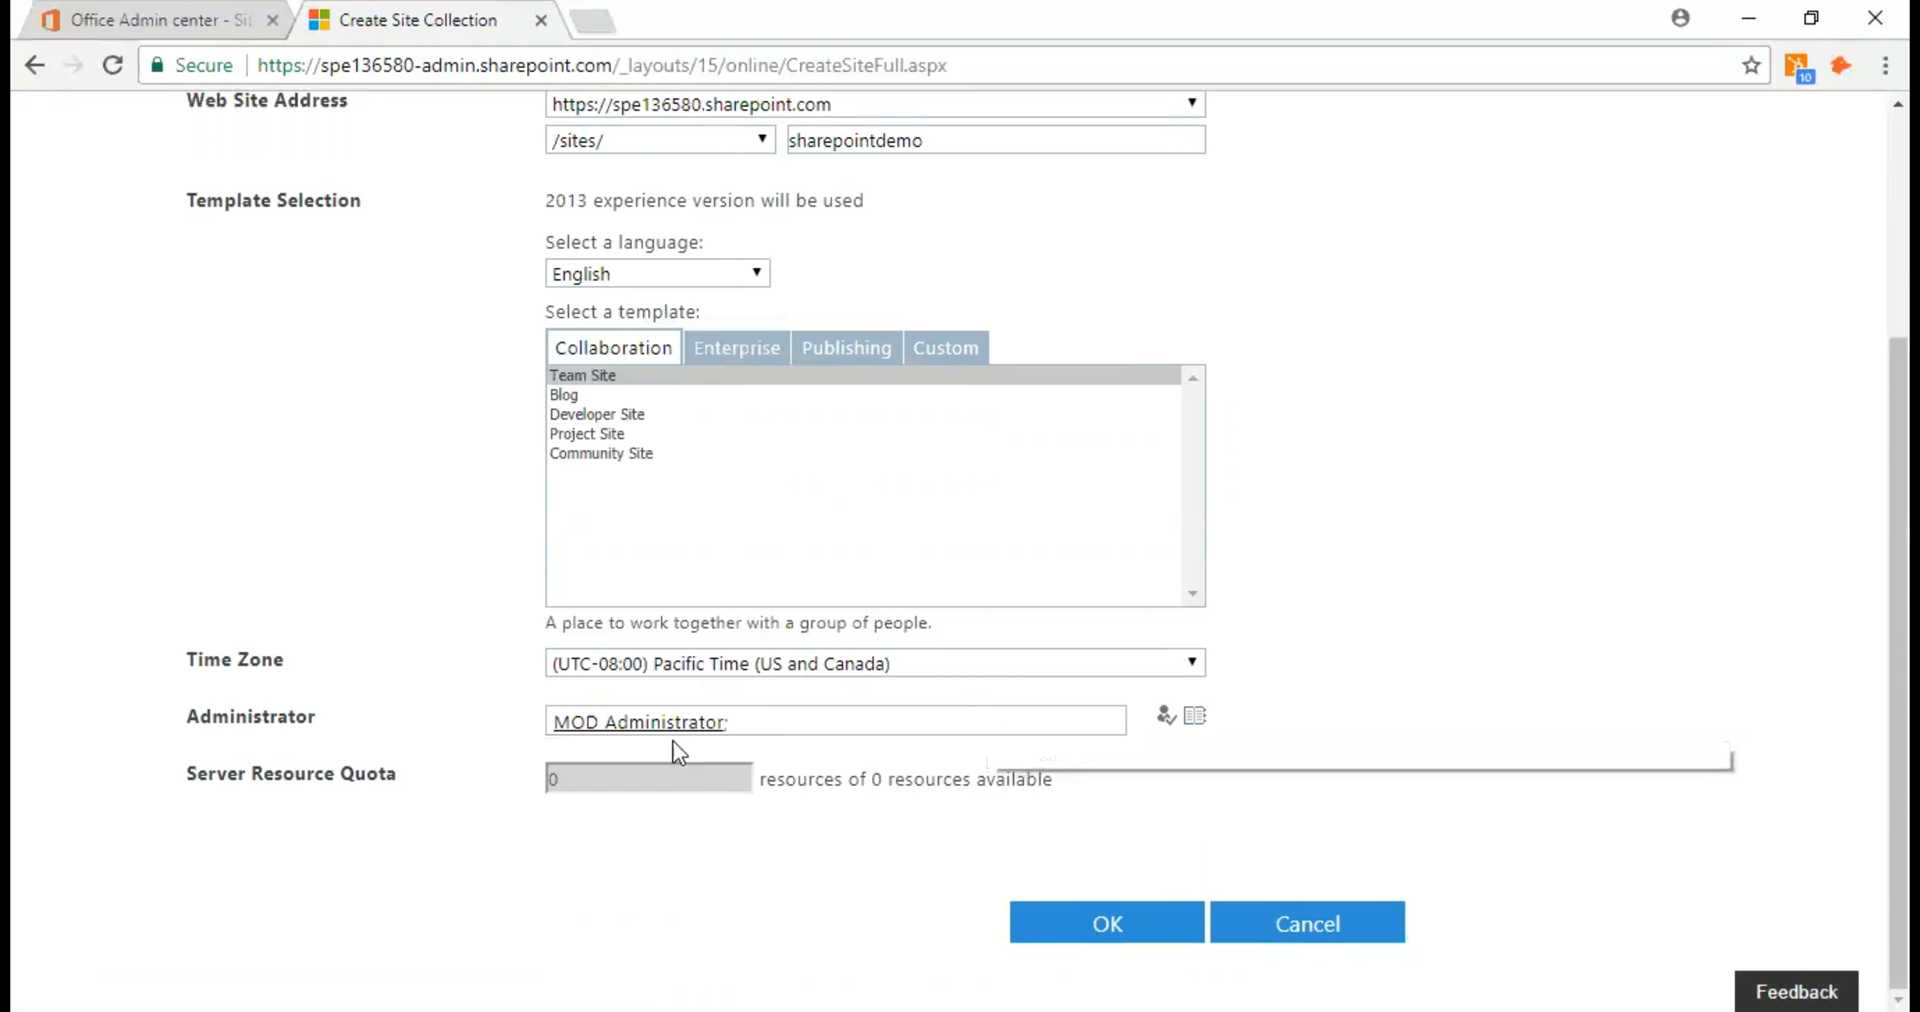 Office Admin center - Sit
Create Site Collection
Secure
https://spe136580-admin.sharepoint.com/_layouts/15/online/CreateSiteFull.aspx
10
Web Site Address
https://spe136580.sharepoint.com
/sites/
sharepointdemo
Template Selection
2013 experience version will be used
Select a language:
English
Select a template:
Collaboration Enterprise Publishing Custom
Team Site
Blog
Developer Site
Project Site
Community Site
A place to work together with a group of people.
Time Zone
(UTC-08:00) Pacific Time (US and Canada)
Administrator
MOD Administrator;
Server Resource Quota
0
resources of 0 resources available
OK
Cancel
Feedback